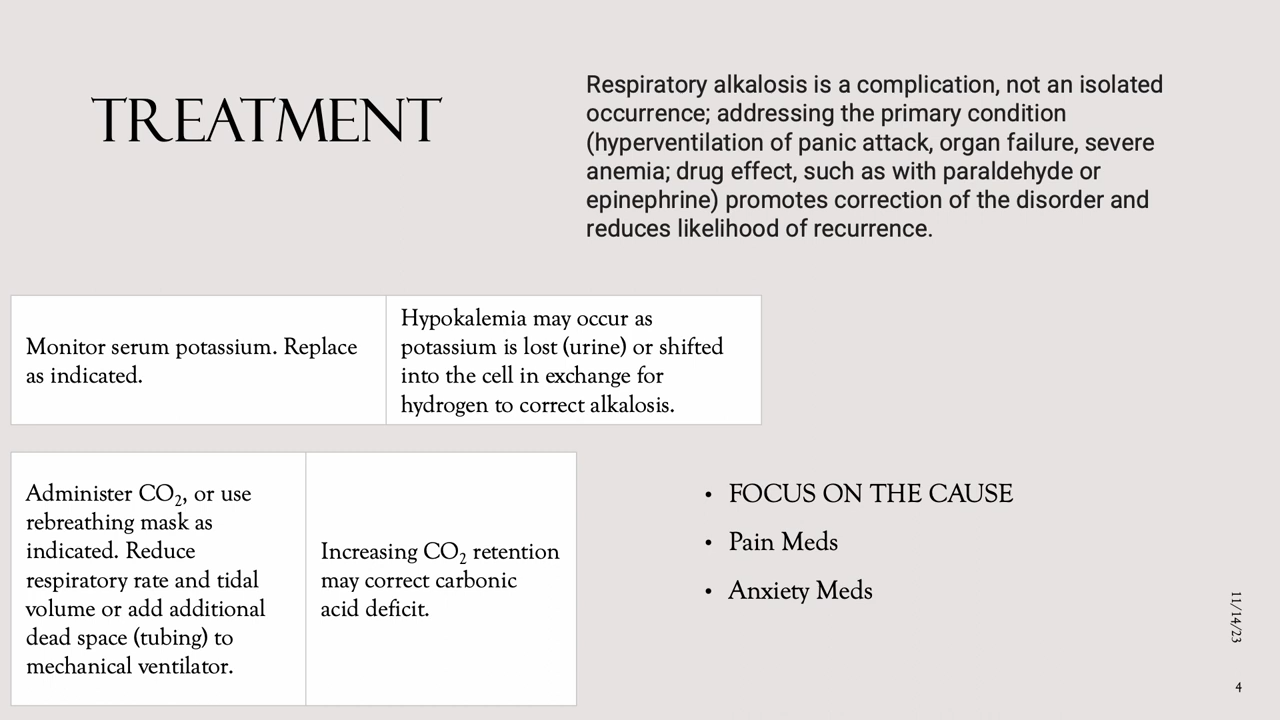 TREATMENT
Respiratory alkalosis is a complication, not an isolated
occurrence; addressing the primary condition
(hyperventilation of panic attack, organ failure, severe
anemia; drug effect, such as with paraldehyde or
epinephrine) promotes correction of the disorder and
reduces likelihood of recurrence.
Monitor serum potassium. Replace
as indicated.
Hypokalemia may occur as
potassium is lost (urine) or shifted
into the cell in exchange for
hydrogen to correct alkalosis.
Administer CO₂, or use
rebreathing mask as
indicated. Reduce
respiratory rate and tidal
volume or add additional
dead space (tubing) to
mechanical ventilator.
Increasing CO₂ retention
may correct carbonic
acid deficit.
• FOCUS ON THE CAUSE
• Pain Meds
• Anxiety Meds
11/14/23
4